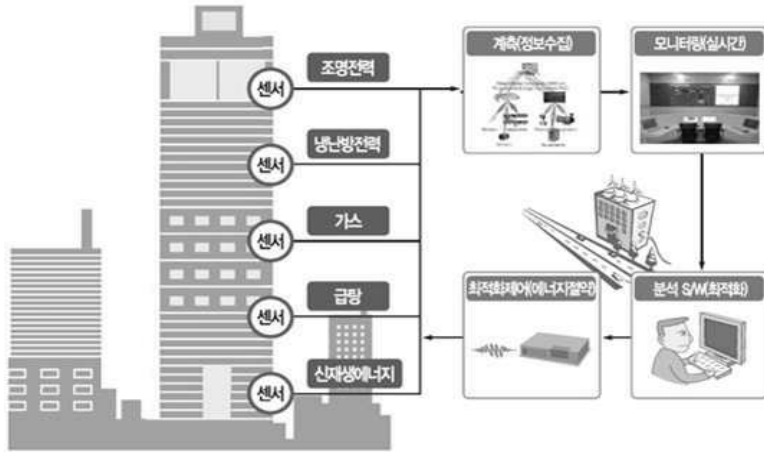 계측(정보수집)
모니터링(실시간)
센서
조명전력
센서
냉난방전력
센서
가스
센서
급탕
센서
신재생에너지
최적화제어(에너지절약)
분석 S/W(최적화)